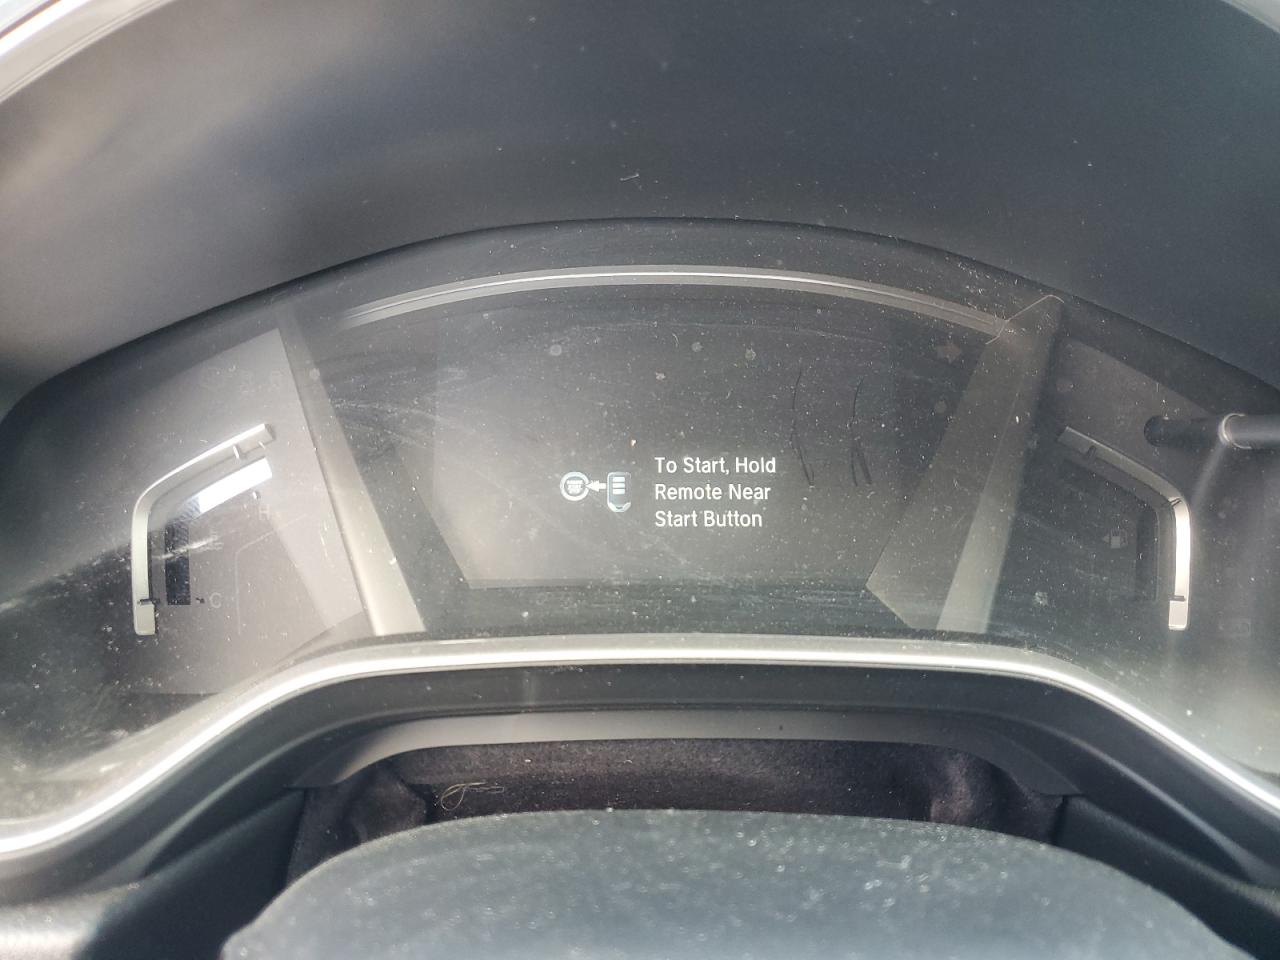 To Start, Hold
Remote Near
Start Button
H
C